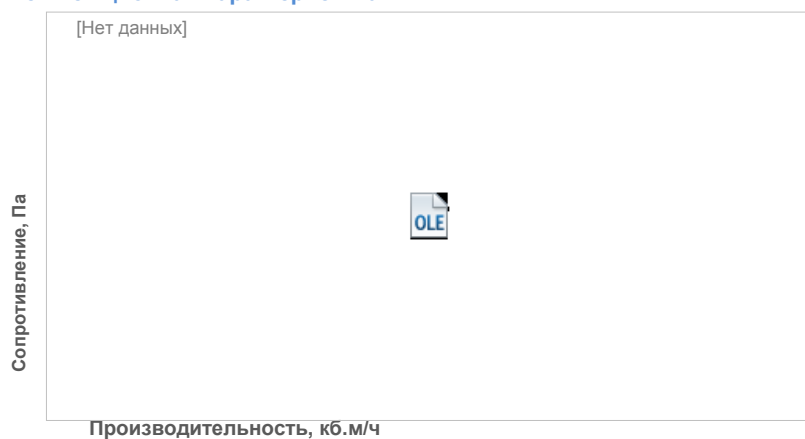 [Нет данных]
Сопротивление, Па
OLE
Производительность, кб.м/ч